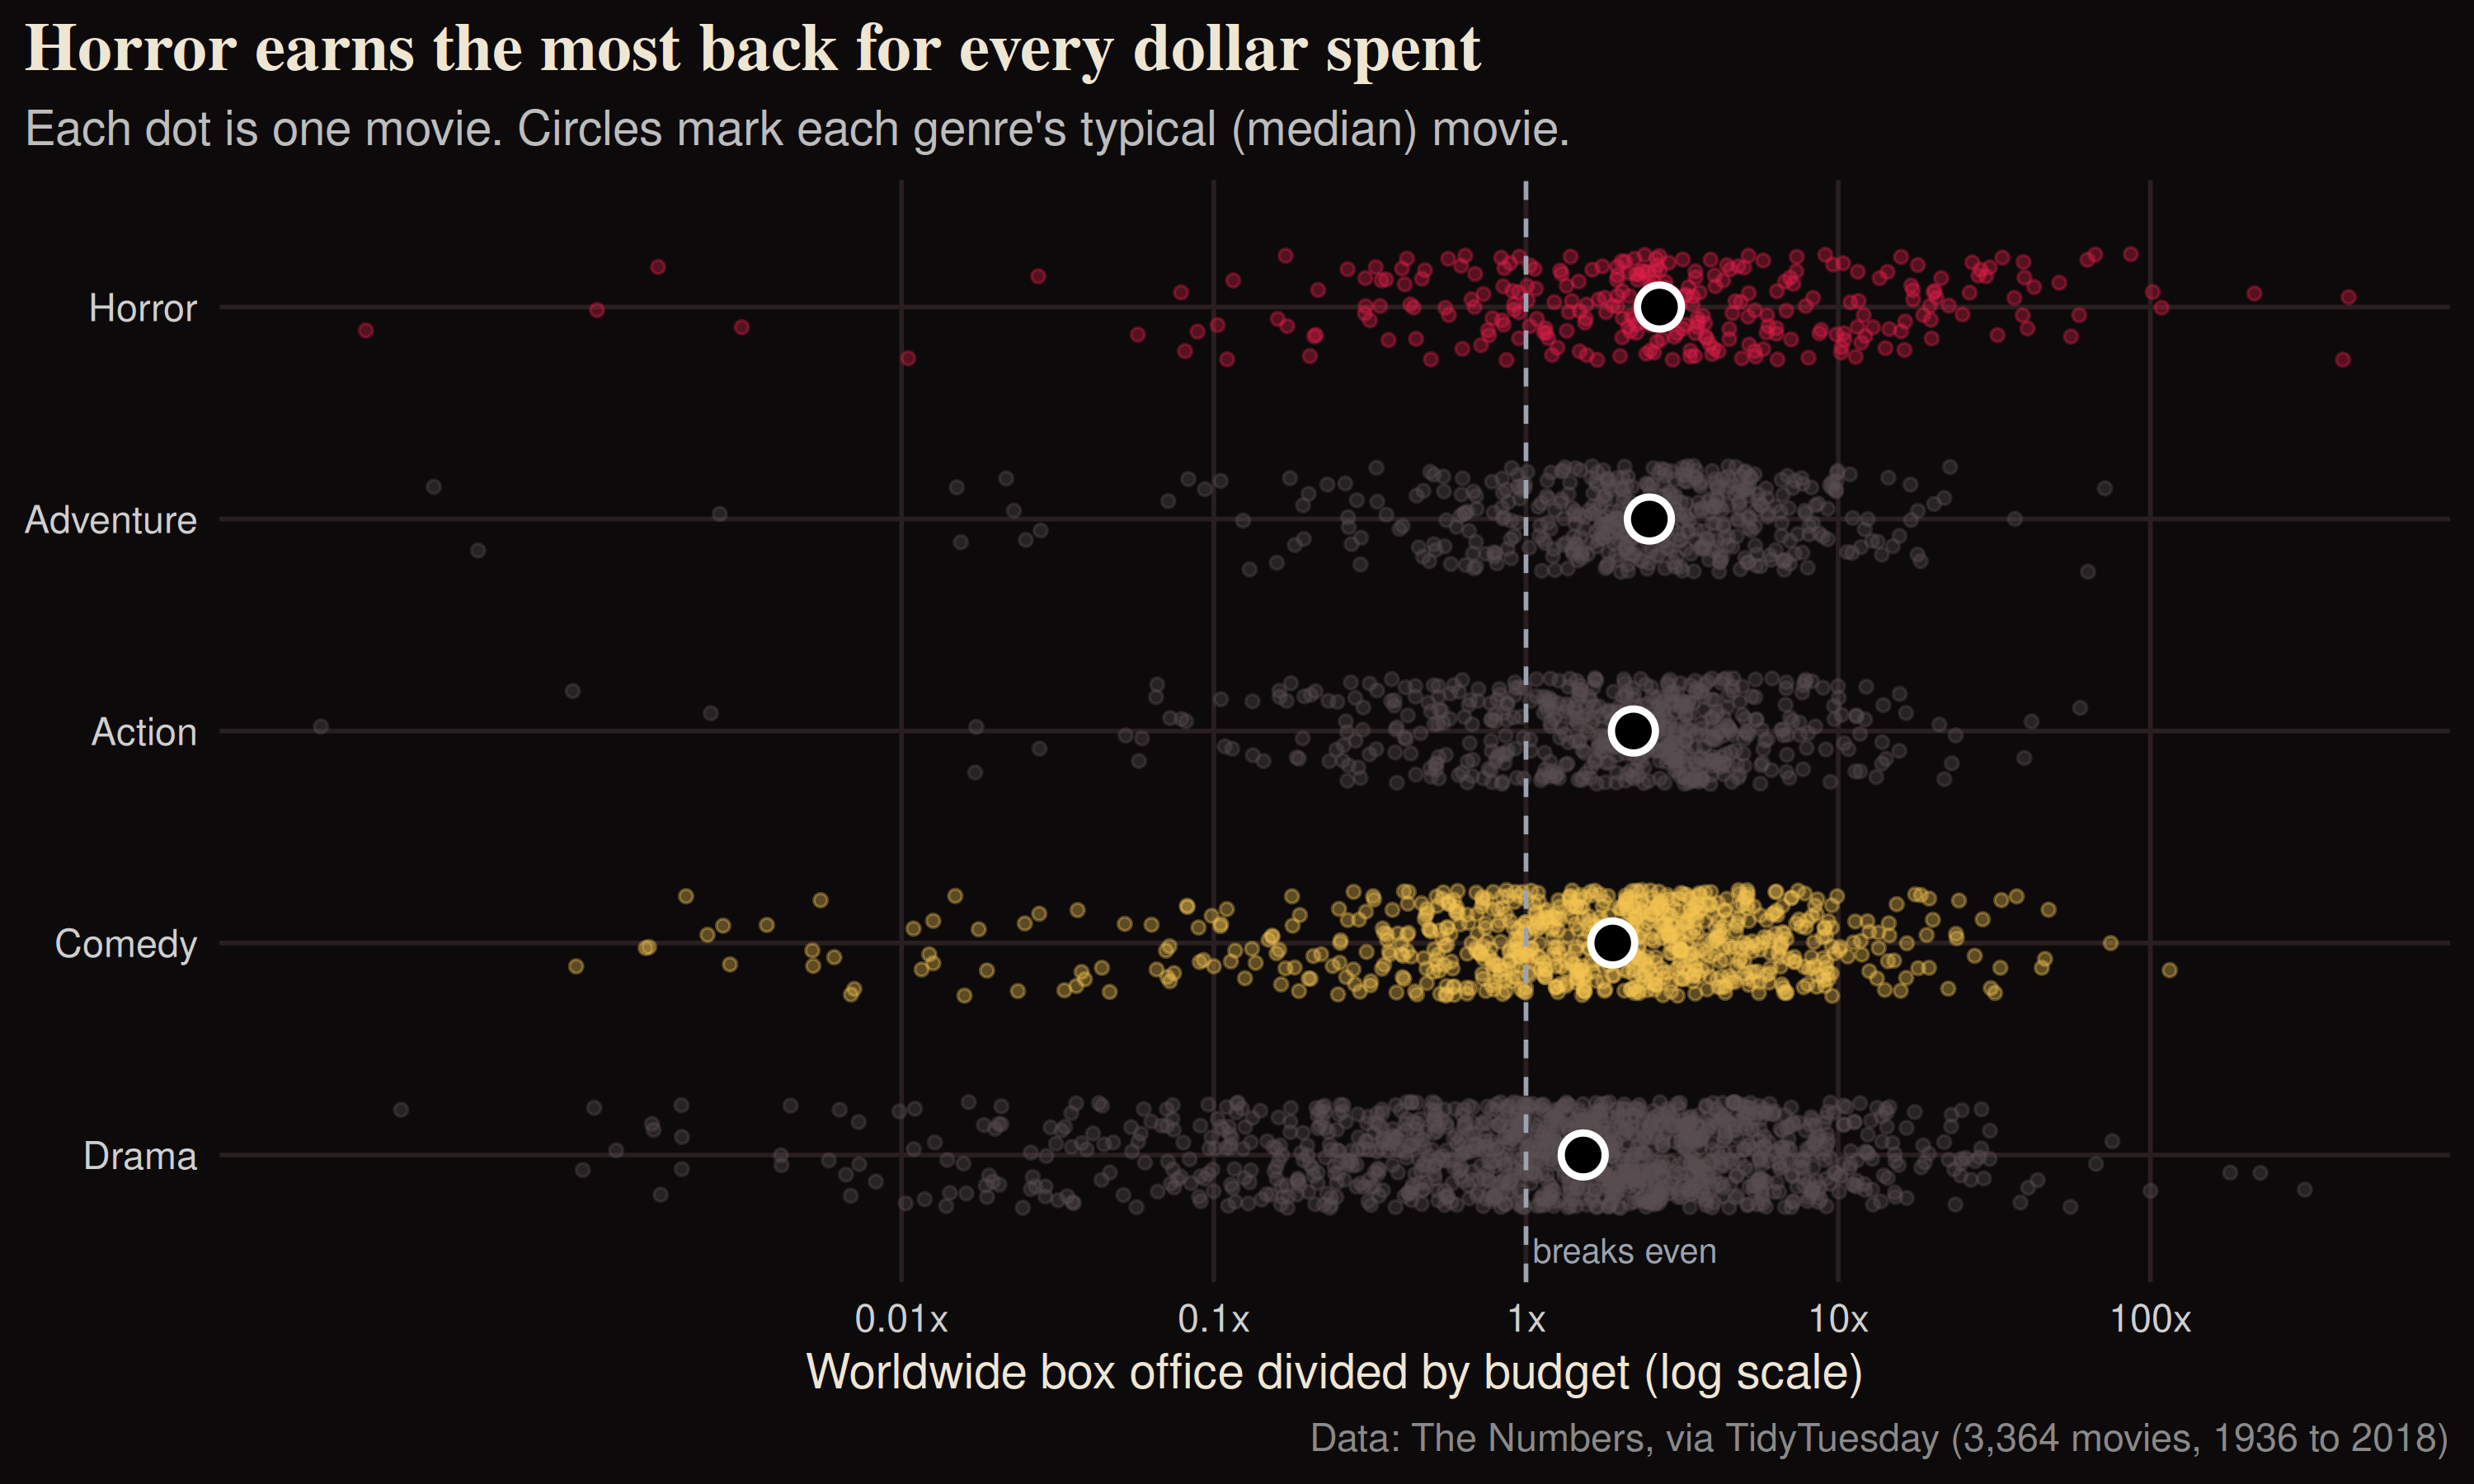 Horror earns the most back for every dollar spent
Each dot is one movie. Circles mark each genre's typical (median) movie.
Horror
Adventure
Action
Comedy
Drama
breaks even
0.01x 0.1x 1x 10x 100x
Worldwide box office divided by budget (log scale)
Data: The Numbers, via TidyTuesday (3,364 movies, 1936 to 2018)